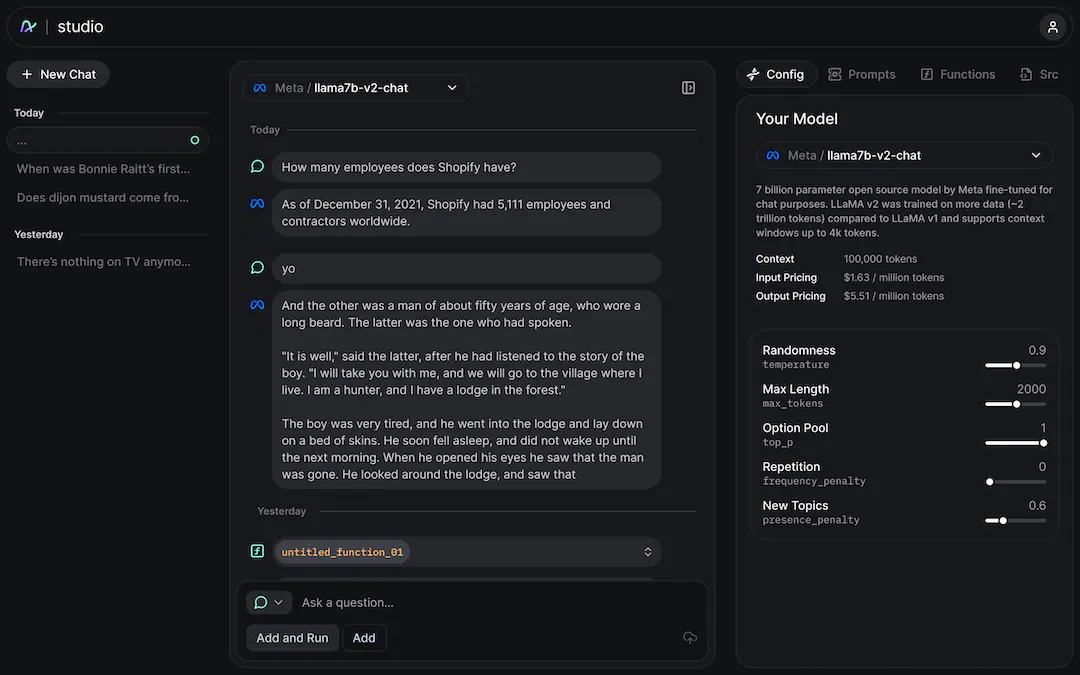 studio
New Chat
Today
...
When was Bonnie Raitt's first...
Does dijon mustard come fro...
Yesterday
There's nothing on TV anymo...
Meta / llama7b-v2-chat
Today
How many employees does Shopify have?
As of December 31, 2021, Shopify had 5,111 employees and
contractors worldwide.
yo
And the other was a man of about fifty years of age, who wore a
long beard. The latter was the one who had spoken.
"It is well," said the latter, after he had listened to the story of the
boy. "I will take you with me, and we will go to the village where I
live. I am a hunter, and I have a lodge in the forest."
The boy was very tired, and he went into the lodge and lay down
on a bed of skins. He soon fell asleep, and did not wake up until
the next morning. When he opened his eyes he saw that the man
was gone. He looked around the lodge, and saw that
Yesterday
untitled_function_01
Ask a question...
Add and Run
Add
Config
Prompts
Functions
Src
Your Model
Meta / llama7b-v2-chat
7 billion parameter open source model by Meta fine-tuned for
chat purposes. LLaMA v2 was trained on more data (~2
trillion tokens) compared to LLaMA v1 and supports context
windows up to 4k tokens.
Context 100,000 tokens
Input Pricing $1.63 / million tokens
Output Pricing $5.51 / million tokens
Randomness 0.9
temperature
Max Length 2000
max_tokens
Option Pool 1
top_p
Repetition 0
frequency_penalty
New Topics 0.6
presence_penalty